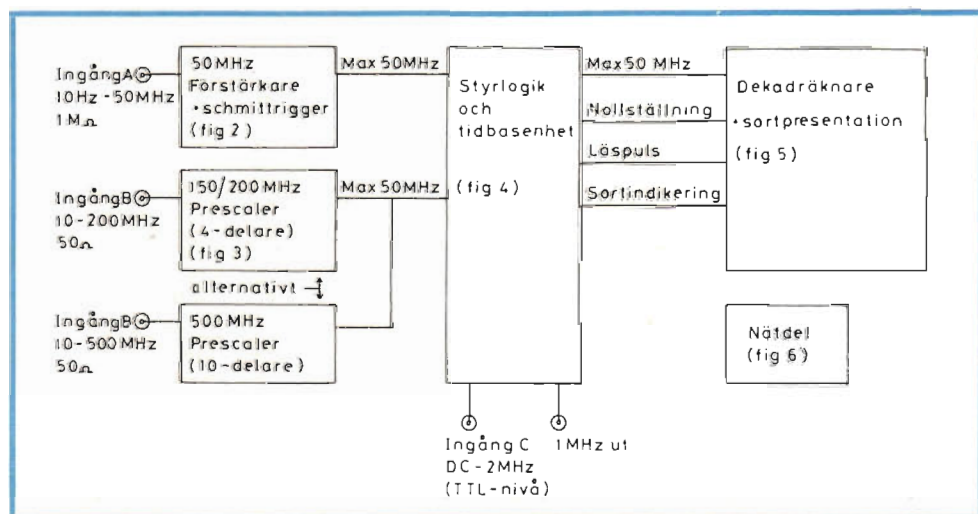 IngångA
10Hz-50MHz
1MΩ
50MHz
Förstärkare
+schmittrigger
(fig 2)
Max 50MHz
IngångB
10-200MHz
50Ω
150/200 MHz
Prescaler
(4-delare)
(fig 3)
Max 50MHz
alternativt
IngångB
10-500MHz
50Ω
500 MHz
Prescaler
(10-delare)
Styrlogik
och
tidbasenhet
(fig 4)
Max 50 MHz
Nollställning
Läspuls
Sortindikering
Dekadräknare
+sortpresentation
(fig 5)
Nätdel
(fig 6)
Ingång C
DC-2MHz
(TTL-nivå)
1MHz ut